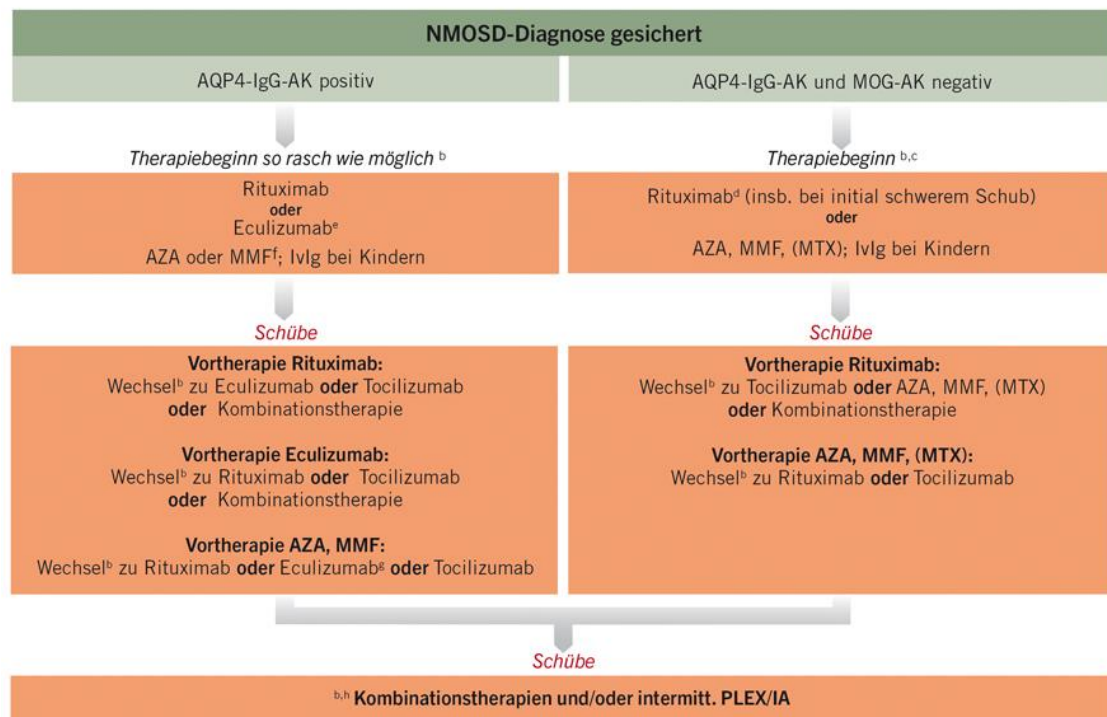 NMOSD-Diagnose gesichert
AQP4-IgG-AK positiv
AQP4-IgG-AK und MOG-AK negativ
Therapiebeginn so rasch wie möglich b
Therapiebeginn b,c
Rituximab
oder
Eculizumabe
AZA oder MMFf; IvIg bei Kindern
Rituximabd (insb. bei initial schwerem Schub)
oder
AZA, MMF, (MTX); IvIg bei Kindern
Schübe
Schübe
Vortherapie Rituximab:
Wechselb zu Eculizumab oder Tocilizumab
oder Kombinationstherapie
Vortherapie Eculizumab:
Wechselb zu Rituximab oder Tocilizumab
oder Kombinationstherapie
Vortherapie AZA, MMF:
Wechselb zu Rituximab oder Eculizumabg oder Tocilizumab
Vortherapie Rituximab:
Wechselb zu Tocilizumab oder AZA, MMF, (MTX)
oder Kombinationstherapie
Vortherapie AZA, MMF, (MTX):
Wechselb zu Rituximab oder Tocilizumab
Schübe
b,h Kombinationstherapien und/oder intermitt. PLEX/IA